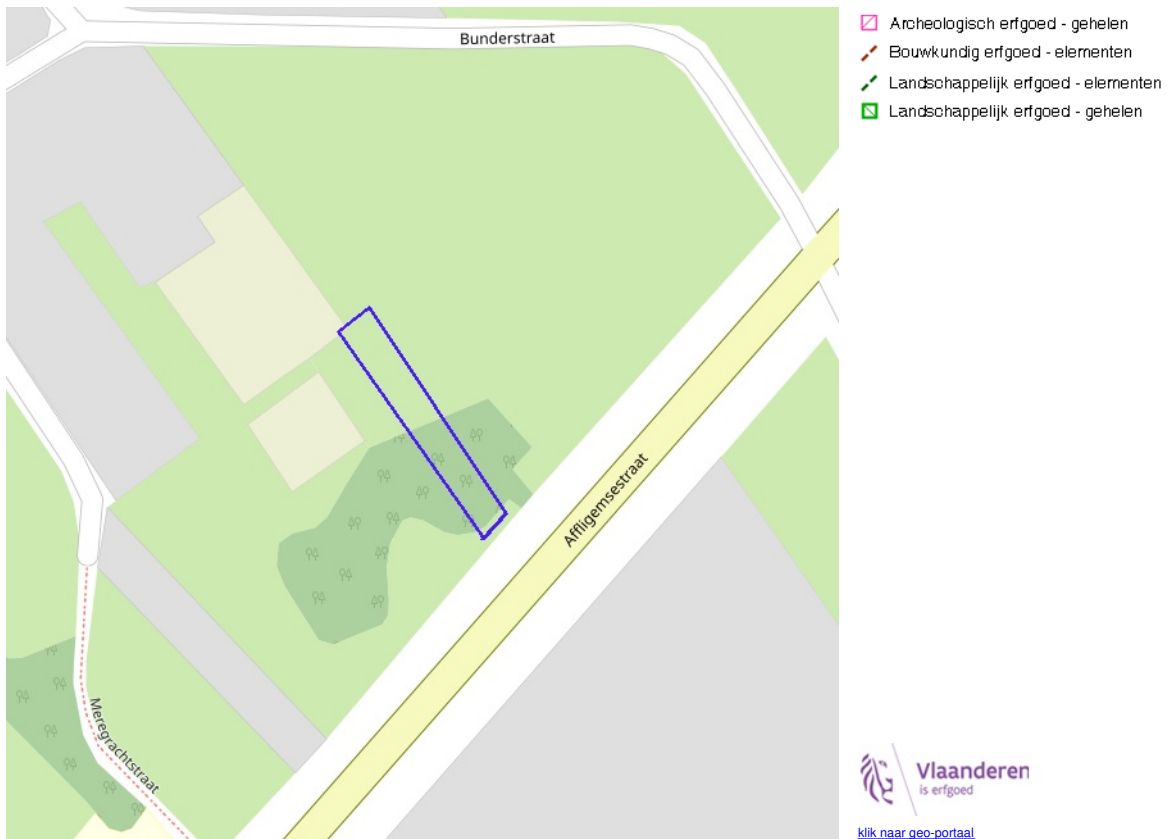 Bunderstraat
Affligemsestraat
Meregrachtstraat
Archeologisch erfgoed - gehelen
Bouwkundig erfgoed - elementen
Landschappelijk erfgoed - elementen
Landschappelijk erfgoed - gehelen
Vlaanderen
is erfgoed
klik naar geo-portaal